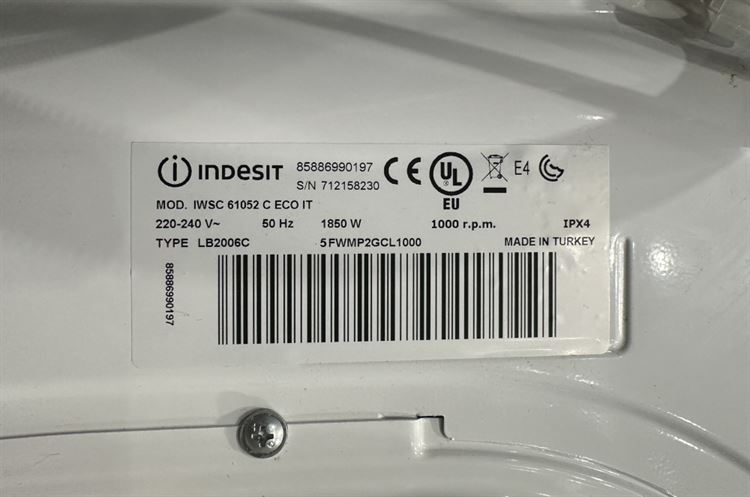 INDESIT 85886990197
S/N 712158230
CE UL EU E4
MOD. IWSC 61052 C ECO IT
220-240 V~ 50 Hz 1850 W 1000 r.p.m. IPX4
TYPE LB2006C 5FWMP2GCL1000 MADE IN TURKEY
85886990197